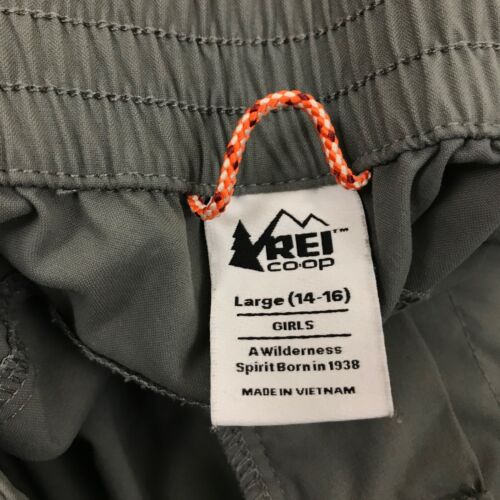 REI™
CO·OP
Large (14-16)
GIRLS
A Wilderness
Spirit Born in 1938
MADE IN VIETNAM